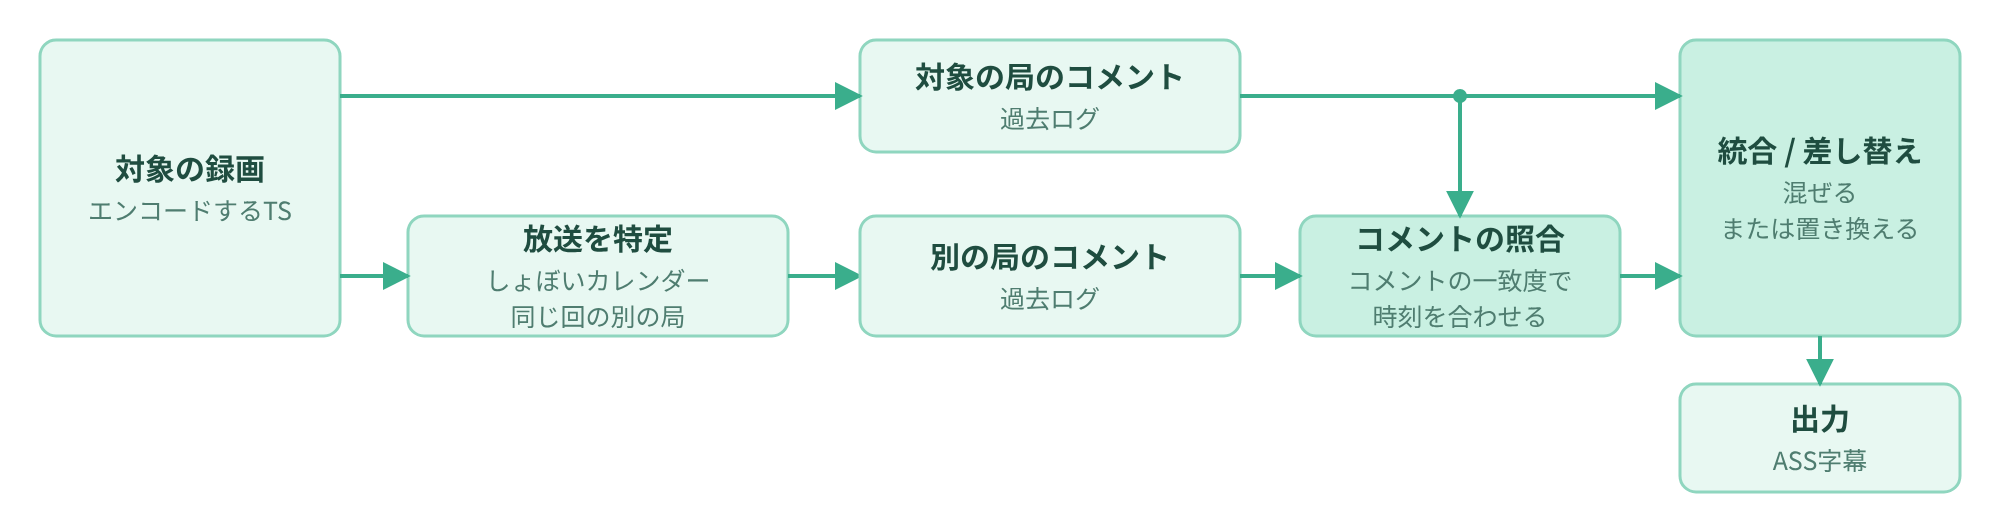 対象の録画
エンコードするTS
対象の局のコメント
過去ログ
放送を特定
しょぼいカレンダー
同じ回の別の局
別の局のコメント
過去ログ
コメントの照合
コメントの一致度で
時刻を合わせる
統合 / 差し替え
混ぜる
または置き換える
出力
ASS字幕